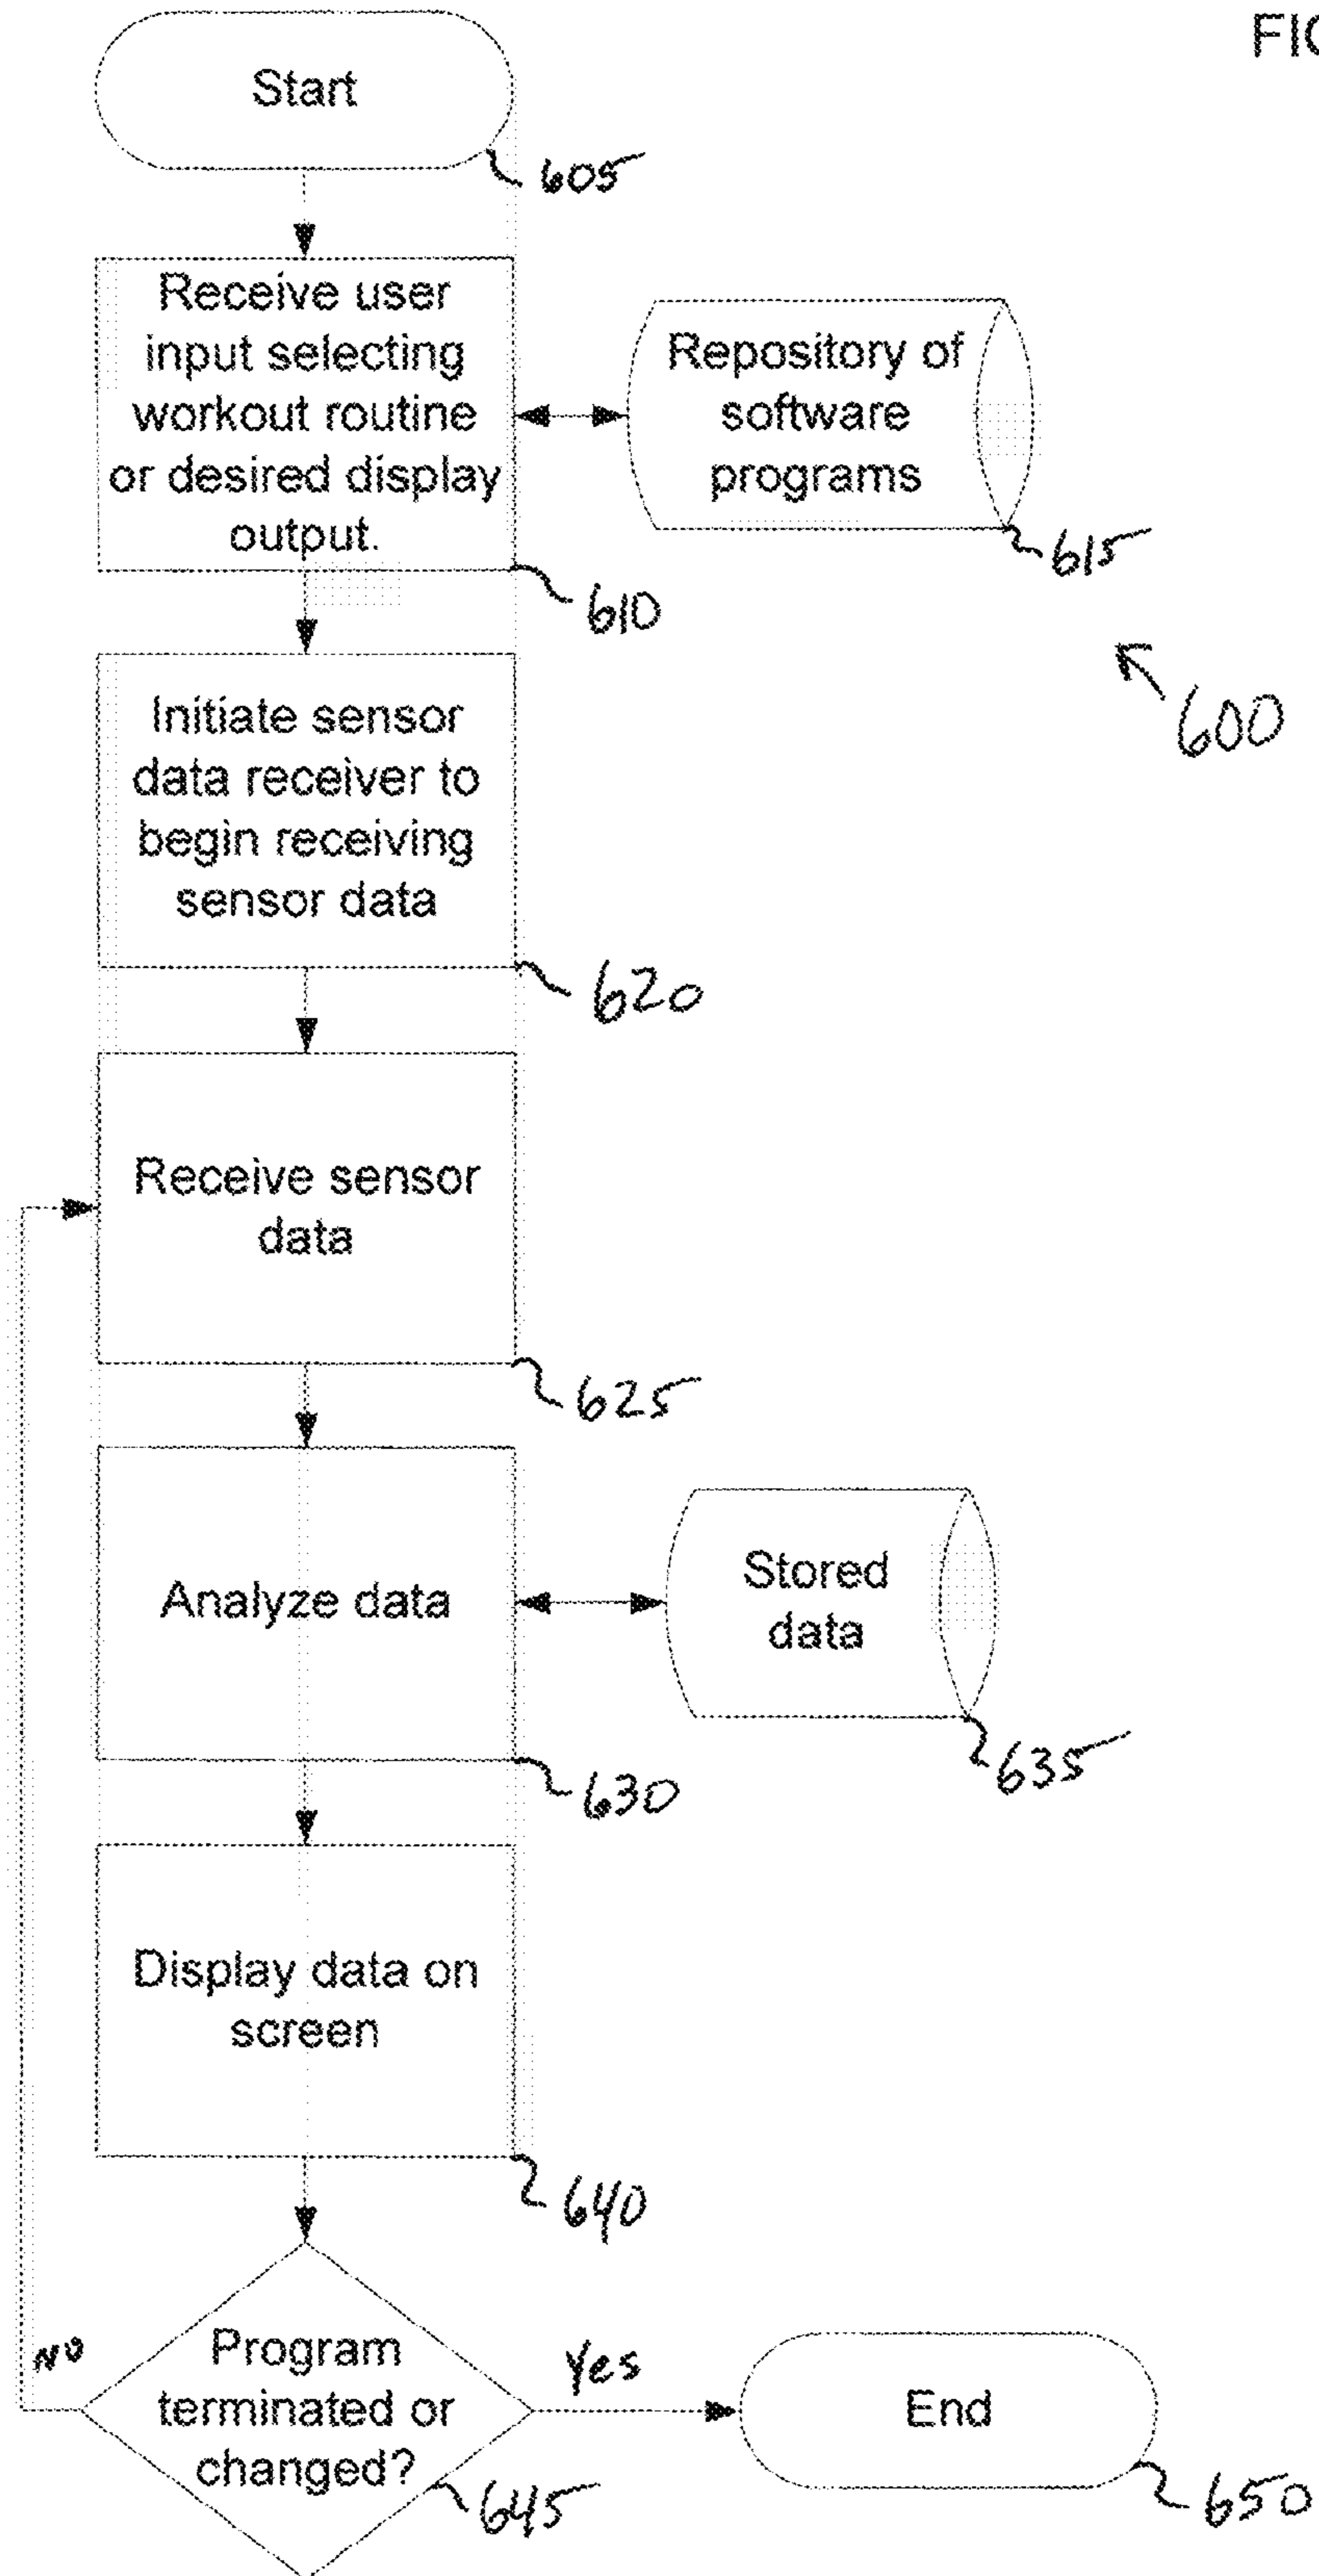 FIG
Start
605
Receive user
input selecting
workout routine
or desired display
output.
610
Repository of
software
programs
615
600
Initiate sensor
data receiver to
begin receiving
sensor data
620
Receive sensor
data
625
Analyze data
630
Stored
data
635
Display data on
screen
640
Program
terminated or
changed?
645
No
Yes
End
650